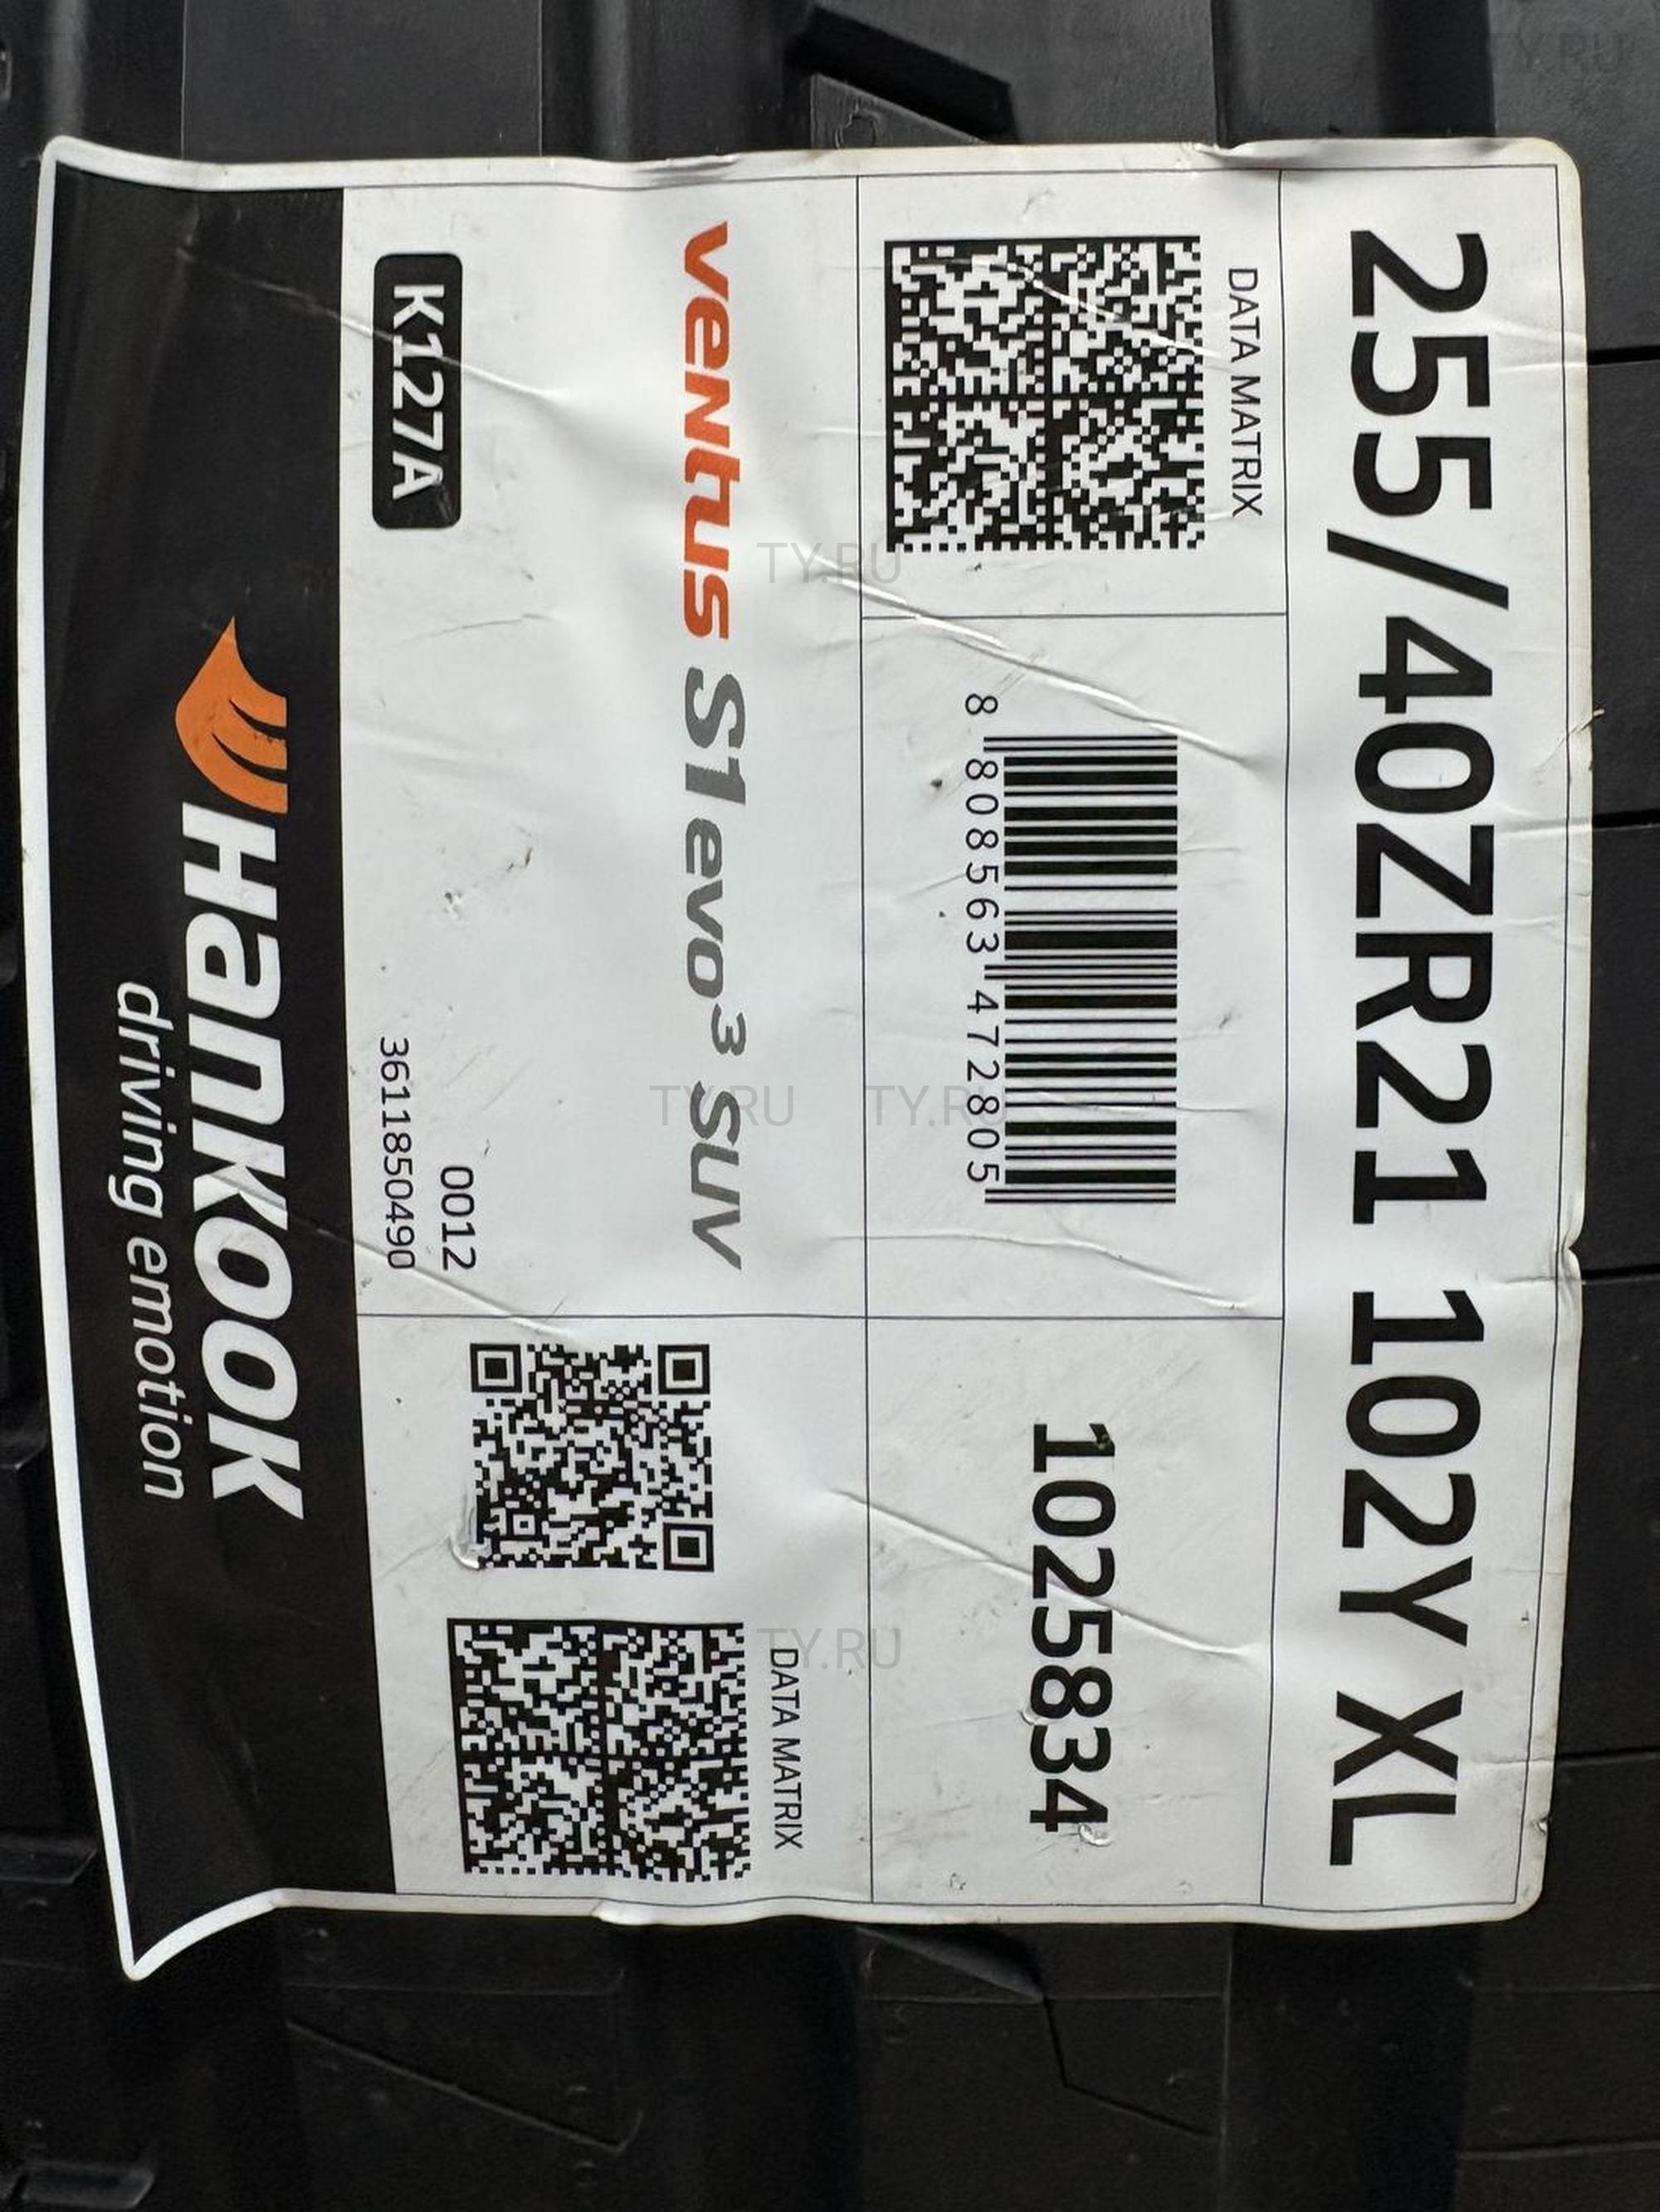 255/40ZR21 102Y XL
DATA MATRIX
8 808563 472805
1025834
ventus S1 evo³ SUV
DATA MATRIX
K127A
0012
3611850490
Hankook
driving emotion
TY.RU
TY.RU
TY.RU
TY.RU
TY.RU